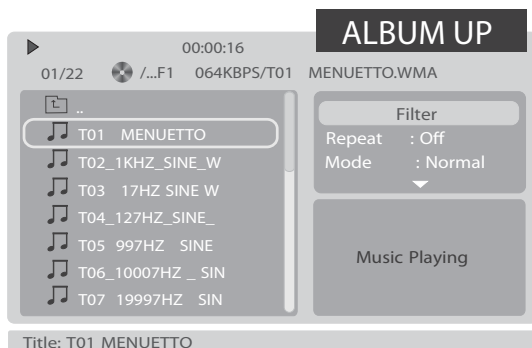 ALBUM UP
00:00:16
01/22 /...F1 064KBPS/T01 MENUETTO.WMA
..
T01 MENUETTO
T02_1KHZ_SINE_W
T03 17HZ SINE W
T04_127HZ_SINE_
T05 997HZ SINE
T06_10007HZ _ SIN
T07 19997HZ SIN
Filter
Repeat : Off
Mode : Normal
Music Playing
Title: T01 MENUETTO